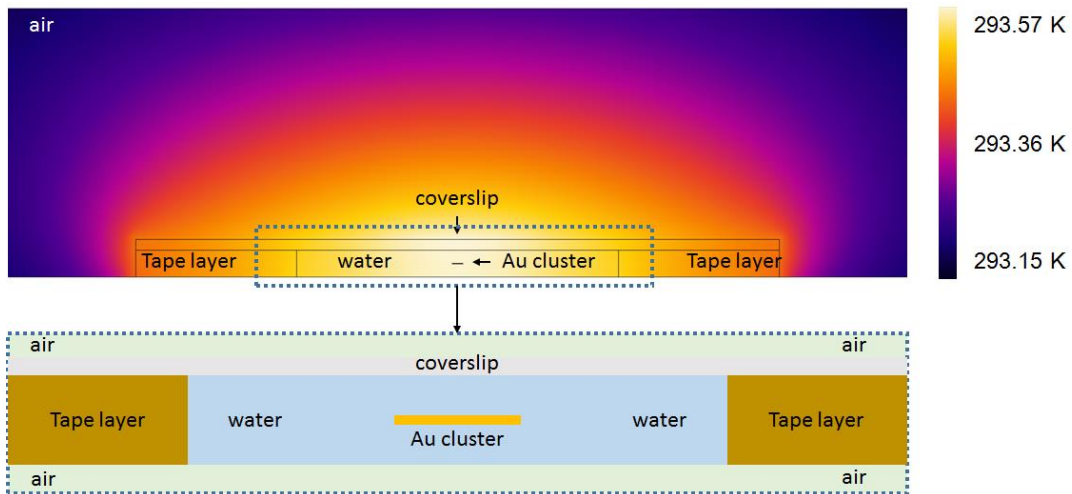 air
293.57 K
293.36 K
293.15 K
coverslip
Tape layer water Au cluster Tape layer
air air
coverslip
Tape layer water water Tape layer
Au cluster
air air